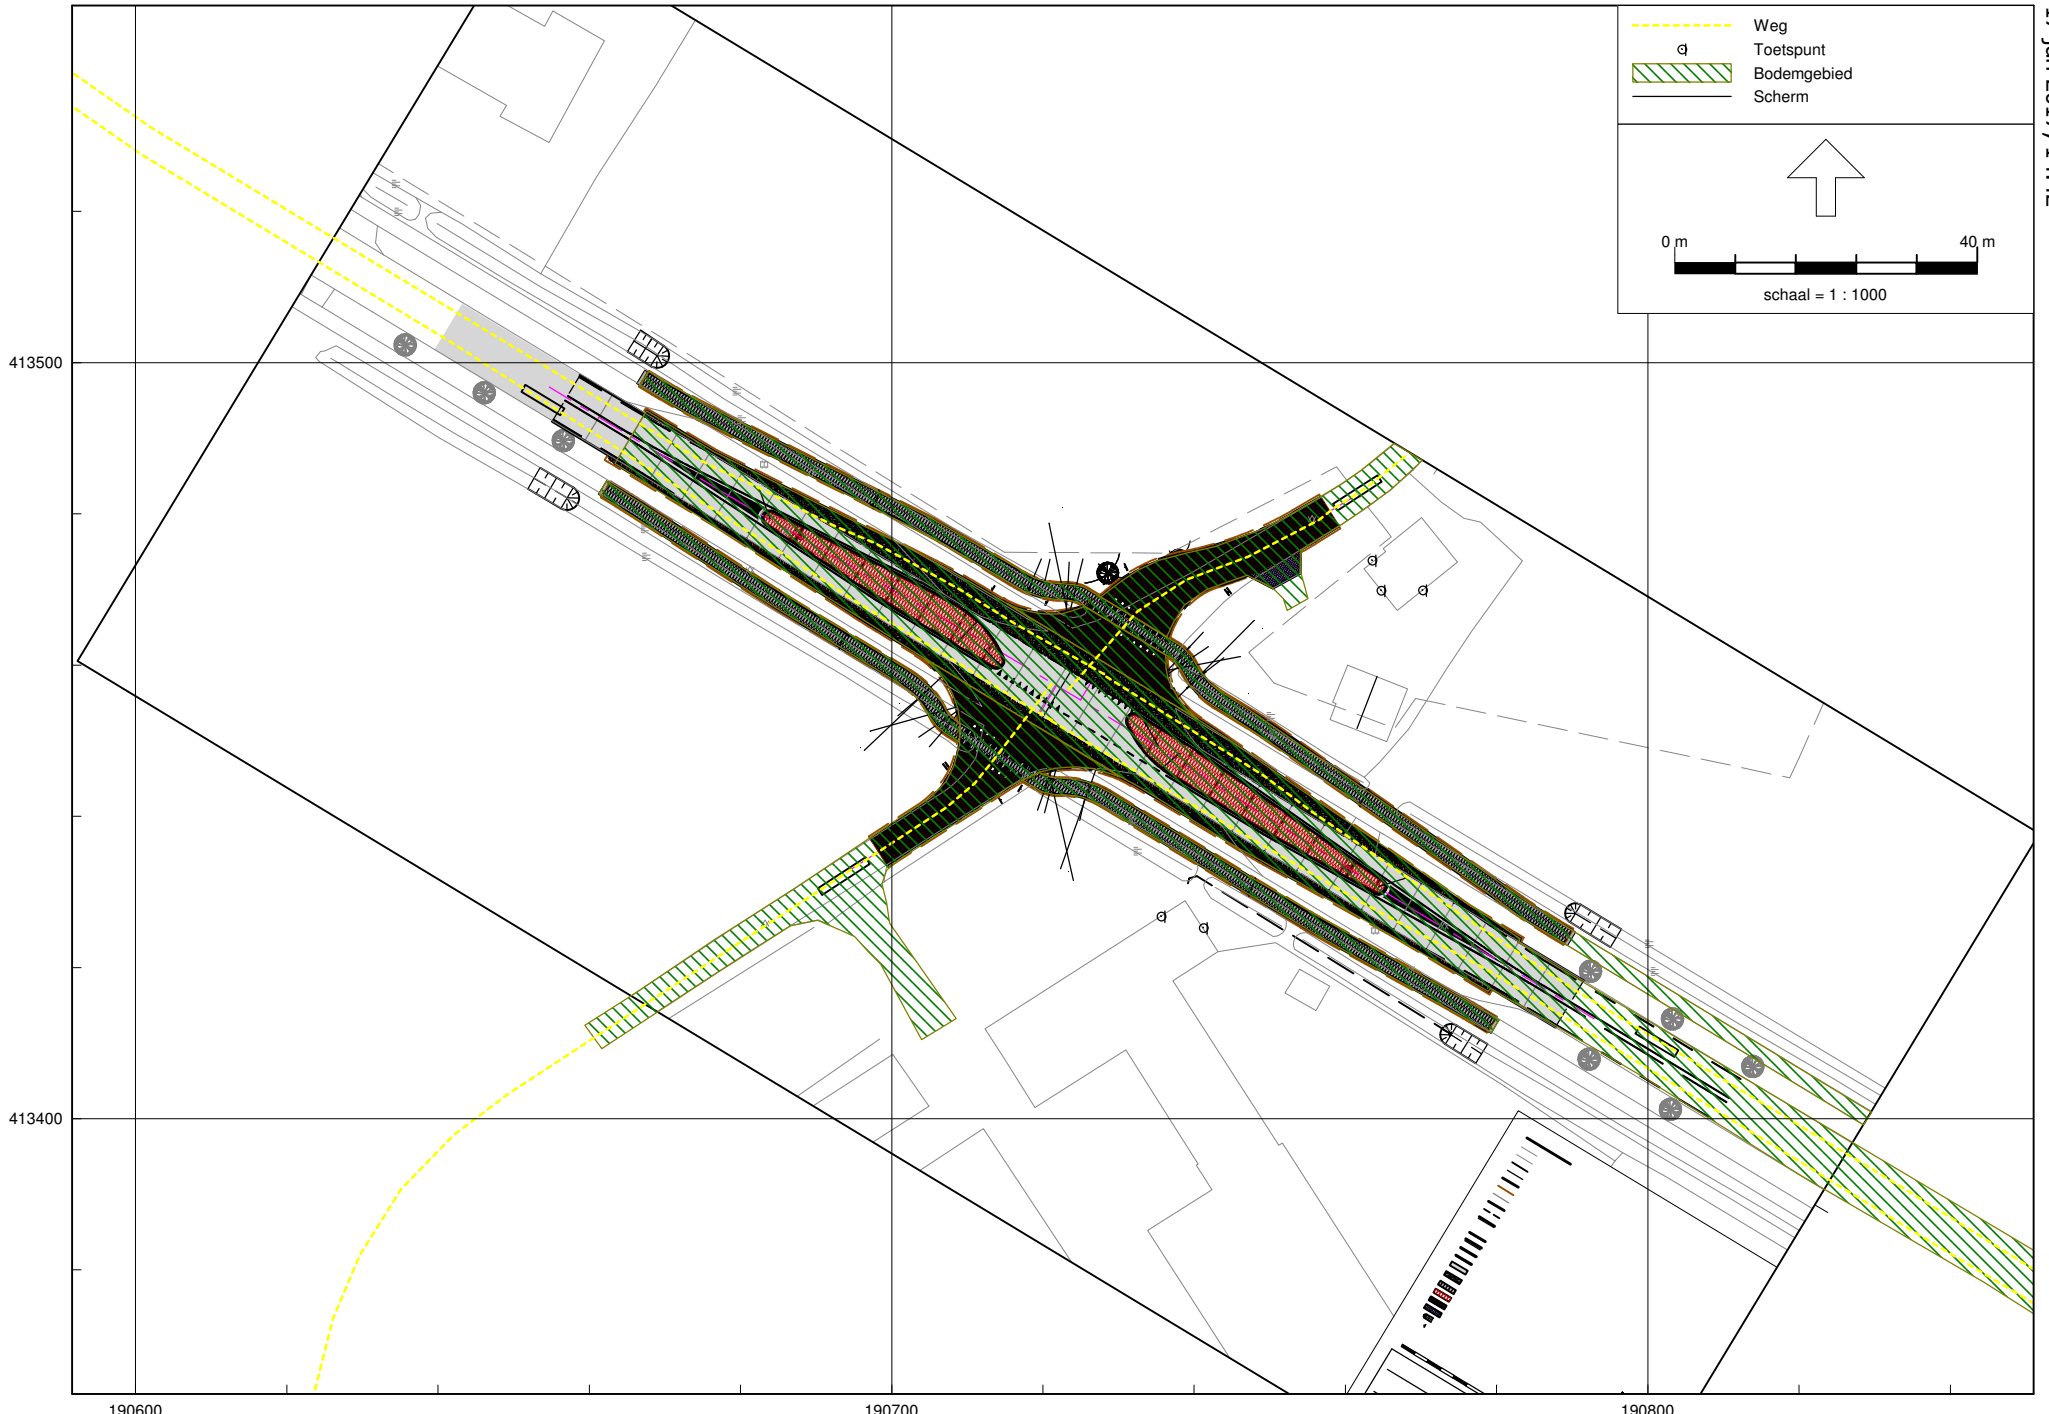 Weg
Toetspunt
Bodemgebied
Scherm
0 m 40 m
schaal = 1 : 1000
413500
413400
190600 190700 190800